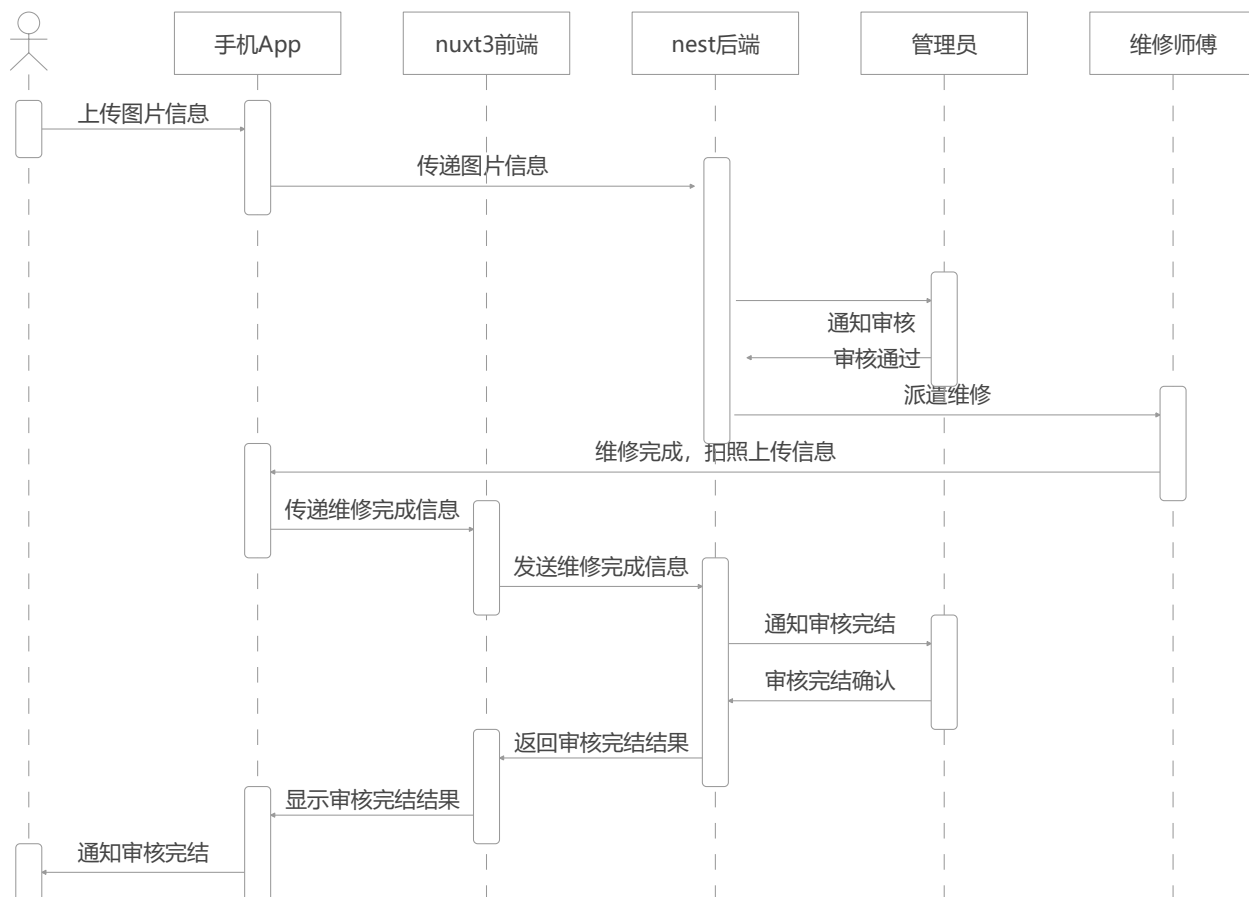 手机App
nuxt3前端
nest后端
管理员
维修师傅
上传图片信息
传递图片信息
通知审核
审核通过
派遣维修
维修完成，拍照上传信息
传递维修完成信息
发送维修完成信息
通知审核完结
审核完结确认
返回审核完结结果
显示审核完结结果
通知审核完结